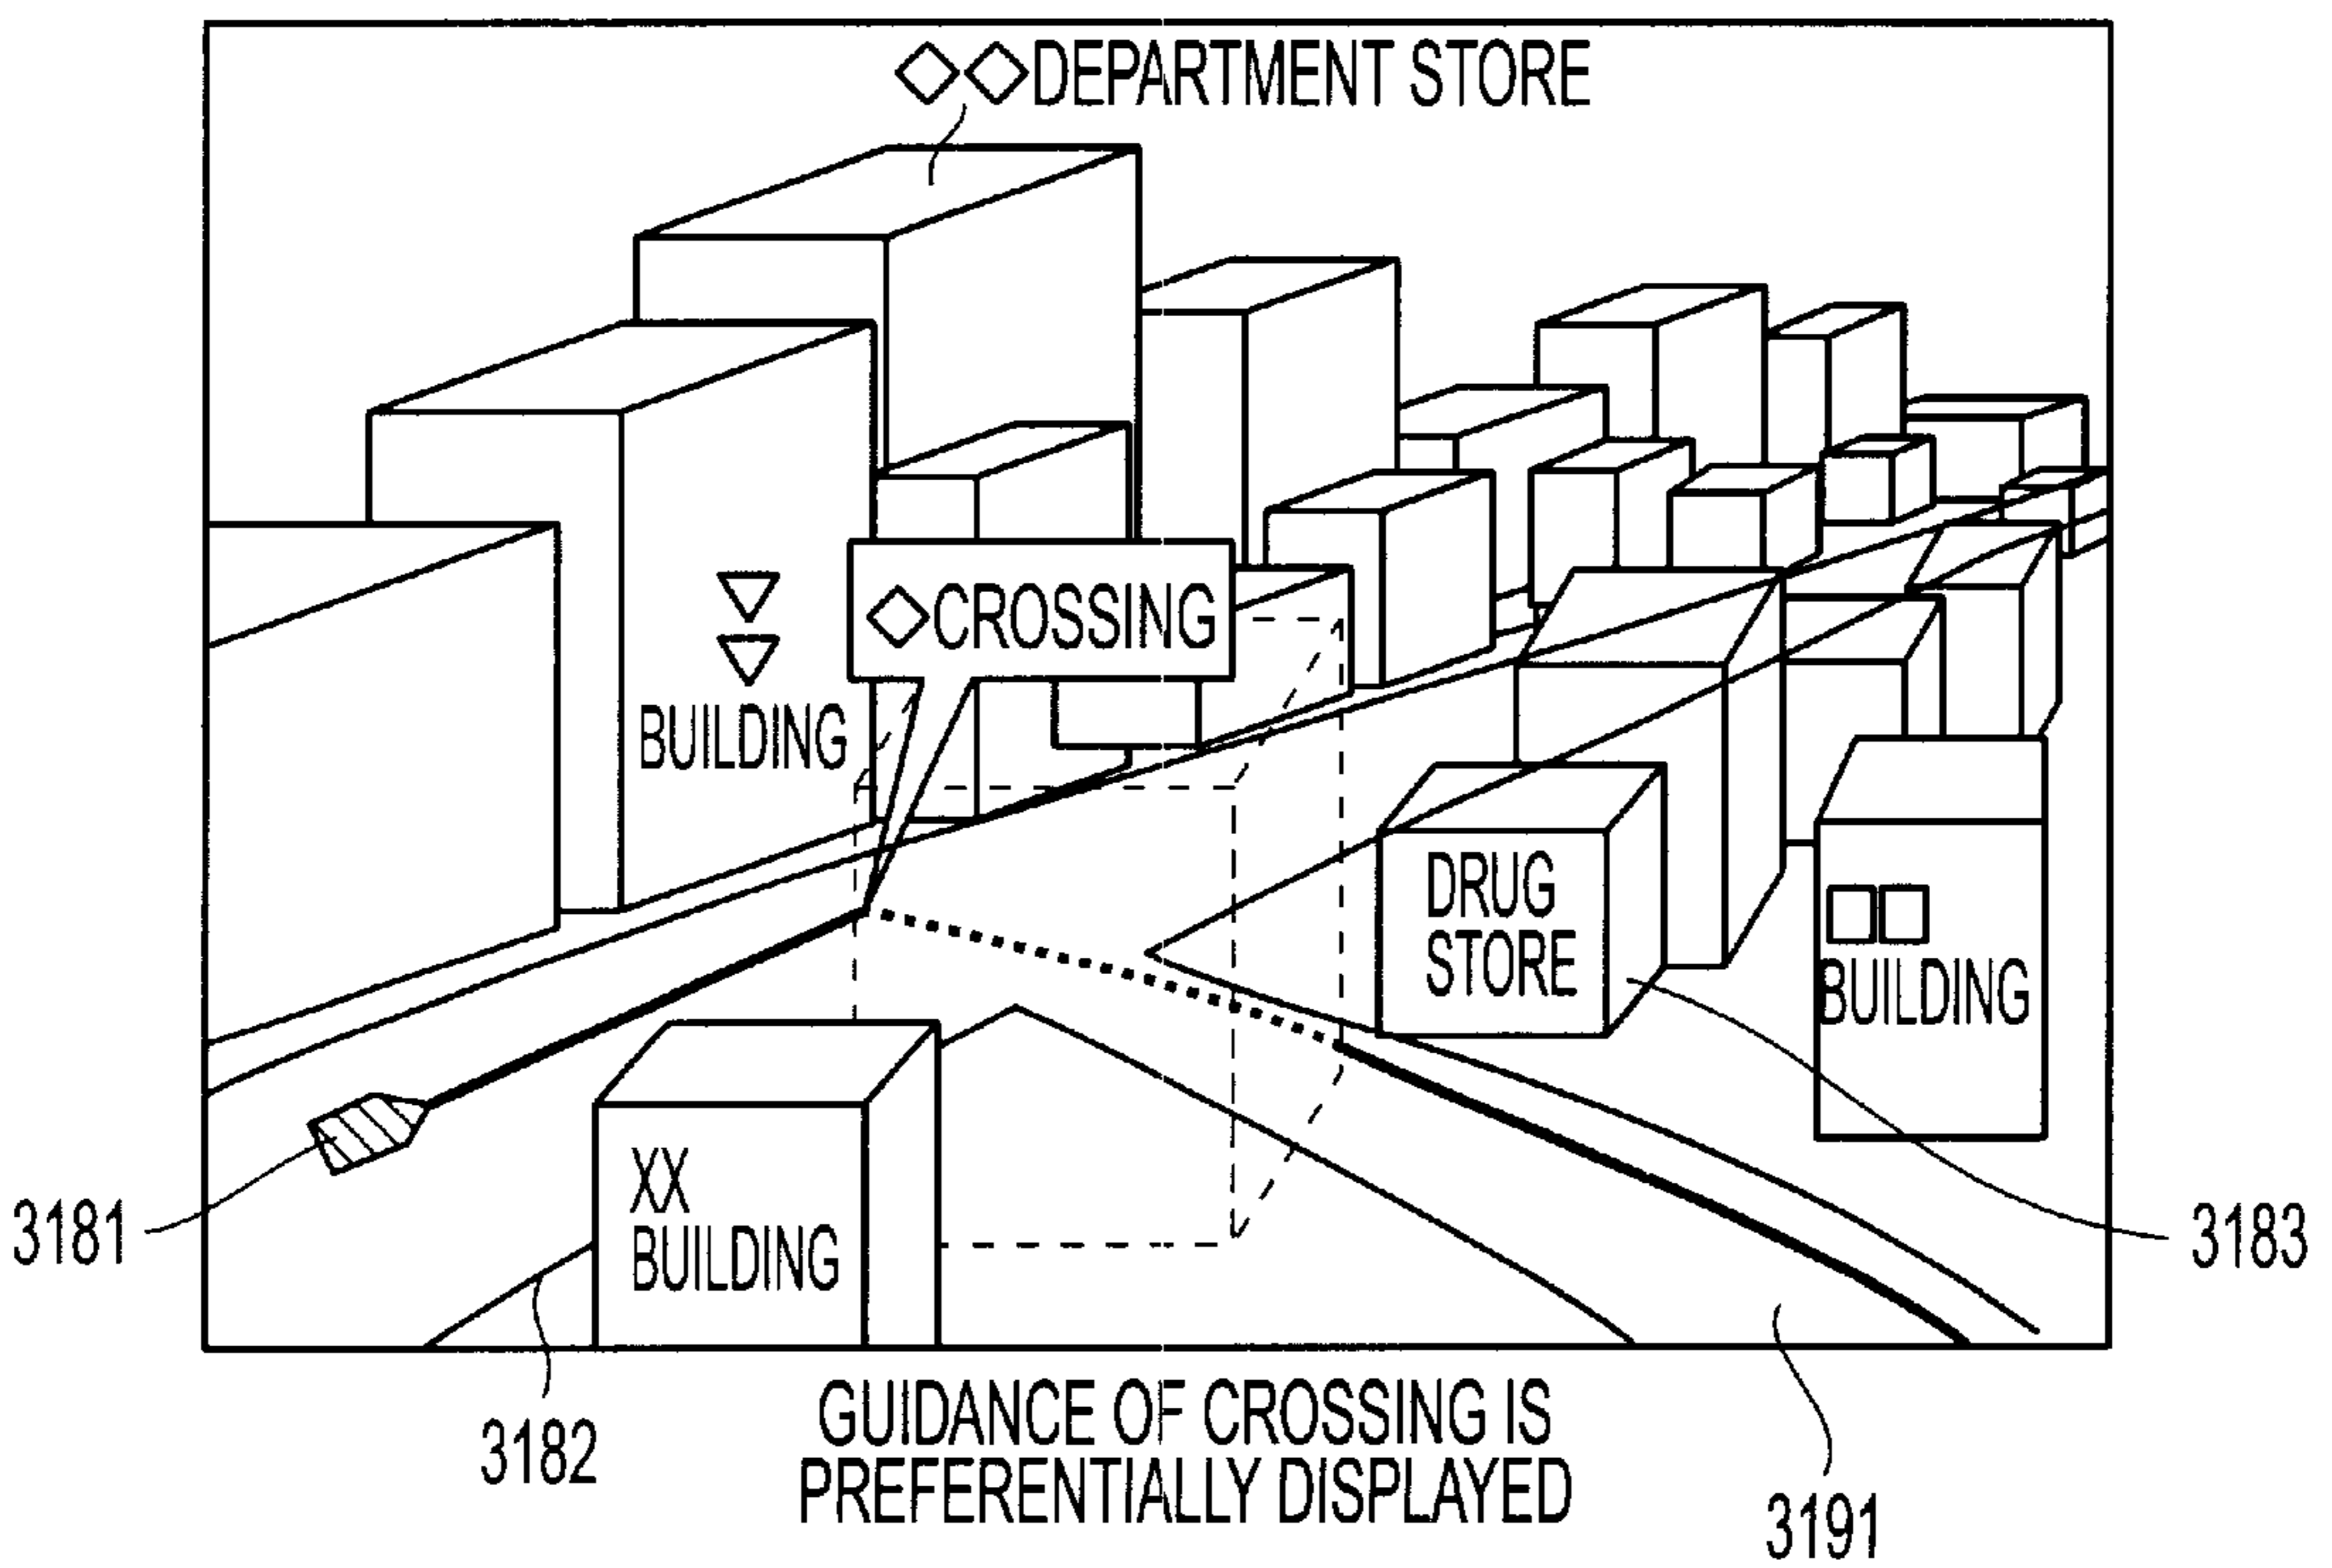 ◇◇DEPARTMENT STORE
▽
▽
BUILDING
◇CROSSING
DRUG
STORE
□□
BUILDING
XX
BUILDING
3181
3183
3182
3191
GUIDANCE OF CROSSING IS
PREFERENTIALLY DISPLAYED